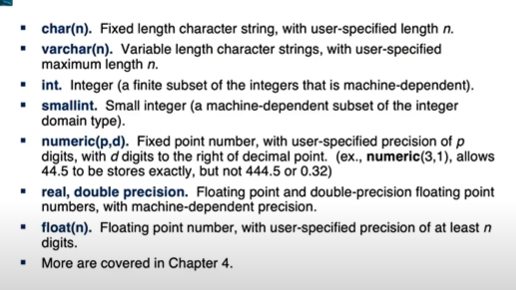 ▪ char(n). Fixed length character string, with user-specified length n.
▪ varchar(n). Variable length character strings, with user-specified
maximum length n.
▪ int. Integer (a finite subset of the integers that is machine-dependent).
▪ smallint. Small integer (a machine-dependent subset of the integer
domain type).
▪ numeric(p,d). Fixed point number, with user-specified precision of p
digits, with d digits to the right of decimal point. (ex., numeric(3,1), allows
44.5 to be stores exactly, but not 444.5 or 0.32)
▪ real, double precision. Floating point and double-precision floating point
numbers, with machine-dependent precision.
▪ float(n). Floating point number, with user-specified precision of at least n
digits.
▪ More are covered in Chapter 4.